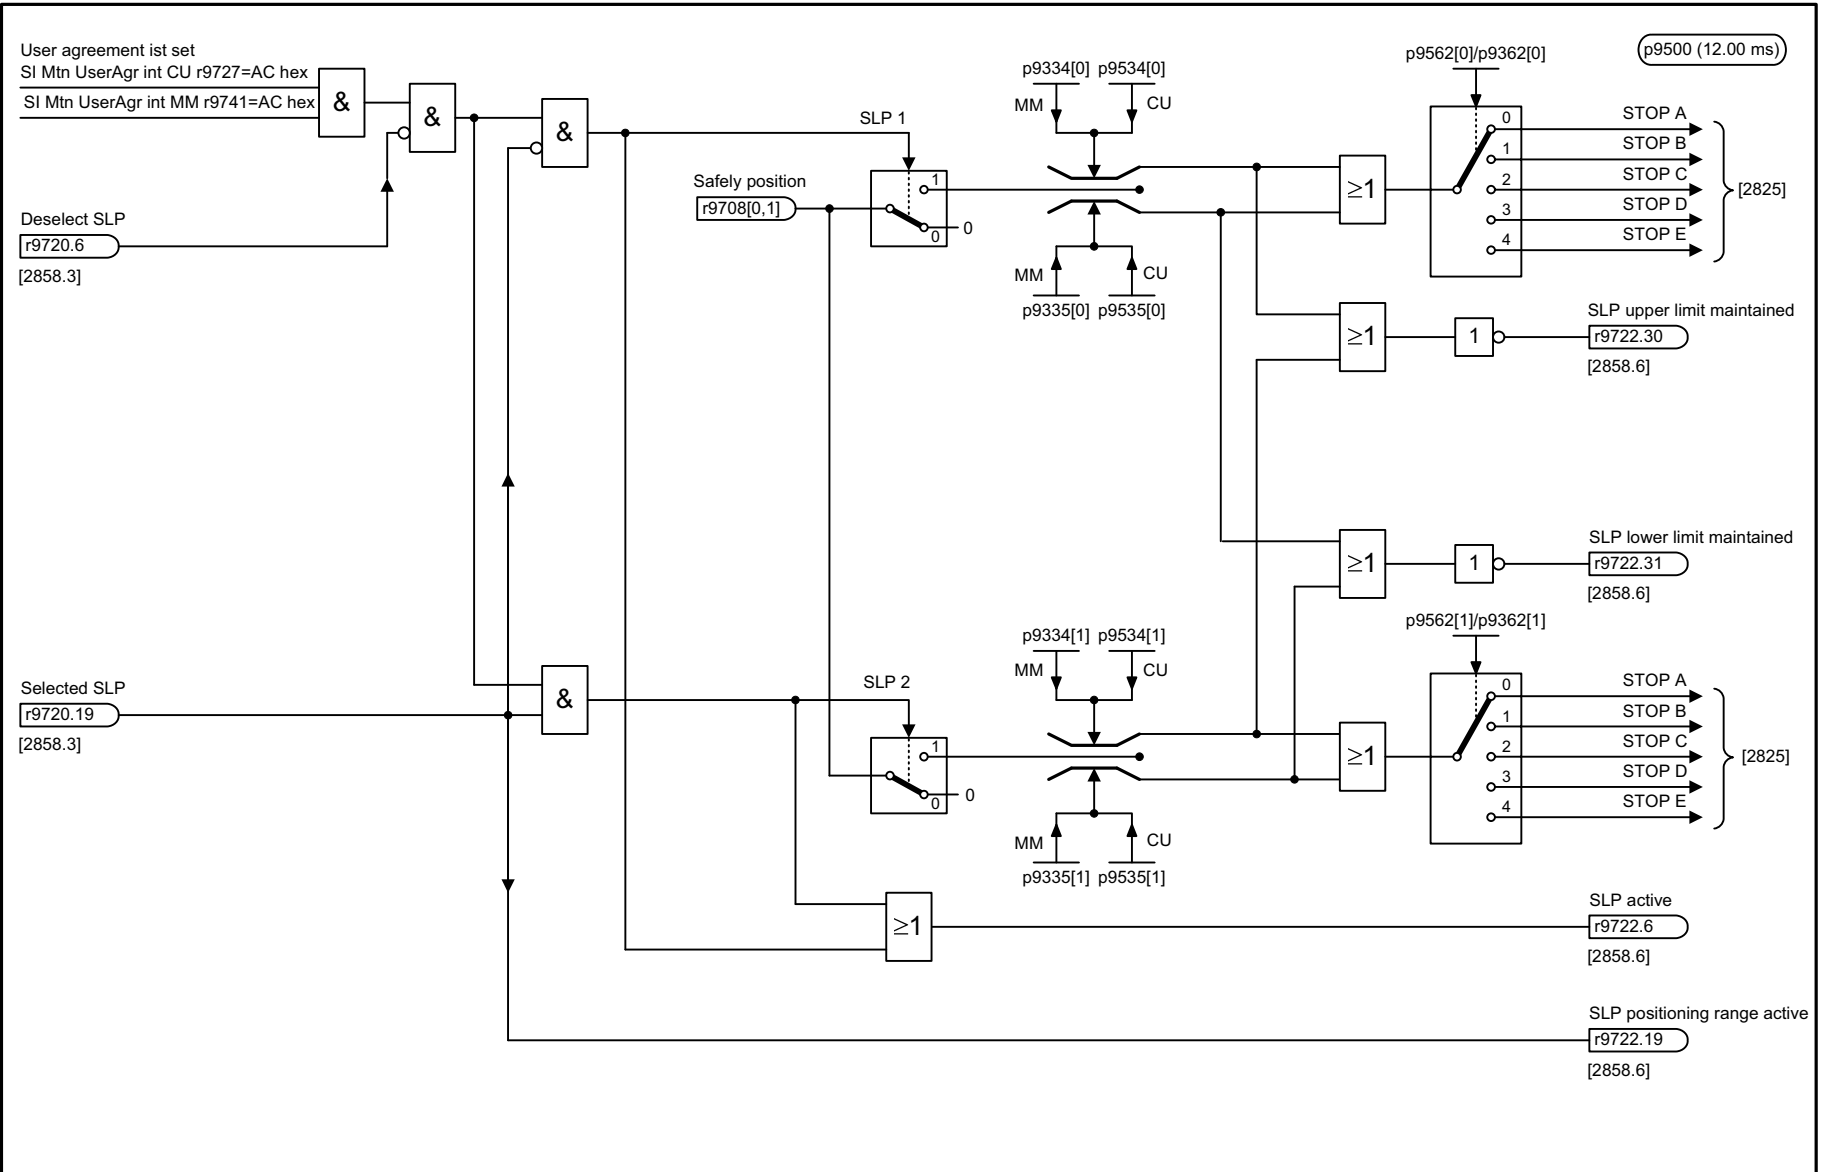 User agreement ist set
SI Mtn UserAgr int CU r9727=AC hex
SI Mtn UserAgr int MM r9741=AC hex
&
&
&
Deselect SLP
r9720.6
[2858.3]
SLP 1
Safely position
r9708[0,1]
1
0
0
p9334[0] p9534[0]
MM
CU
MM
CU
p9335[0] p9535[0]
≥1
p9562[0]/p9362[0]
p9500 (12.00 ms)
0
1
2
3
4
STOP A
STOP B
STOP C
STOP D
STOP E
[2825]
≥1
1
SLP upper limit maintained
r9722.30
[2858.6]
≥1
1
SLP lower limit maintained
r9722.31
[2858.6]
Selected SLP
r9720.19
[2858.3]
&
SLP 2
1
0
0
p9334[1] p9534[1]
MM
CU
MM
CU
p9335[1] p9535[1]
≥1
p9562[1]/p9362[1]
0
1
2
3
4
STOP A
STOP B
STOP C
STOP D
STOP E
[2825]
≥1
SLP active
r9722.6
[2858.6]
SLP positioning range active
r9722.19
[2858.6]